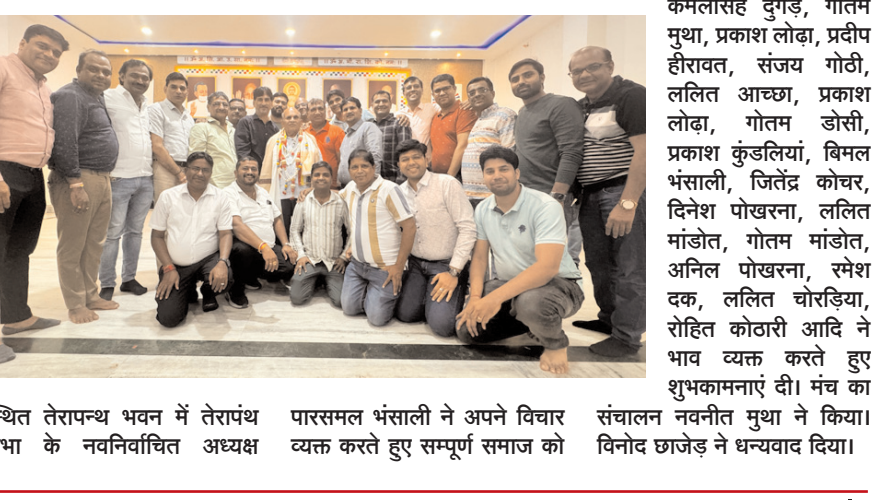 स्थित तेरापन्थ भवन में तेरापंथ
भा के नवनिर्वाचित अध्यक्ष
पारसमल भंसाली ने अपने विचार
व्यक्त करते हुए सम्पूर्ण समाज को
कमलसिंह दुगड़, गौतम
मुथा, प्रकाश लोढ़ा, प्रदीप
हीरावत, संजय गोठी,
ललित आच्छा, प्रकाश
लोढ़ा, गोतम डोसी,
प्रकाश कुंडलियां, बिमल
भंसाली, जितेंद्र कोचर,
दिनेश पोखरना, ललित
मांडोत, गोतम मांडोत,
अनिल पोखरना, रमेश
दक, ललित चोरड़िया,
रोहित कोठारी आदि ने
भाव व्यक्त करते हुए
शुभकामनाएं दी। मंच का
संचालन नवनीत मुथा ने किया।
विनोद छाजेड़ ने धन्यवाद दिया।